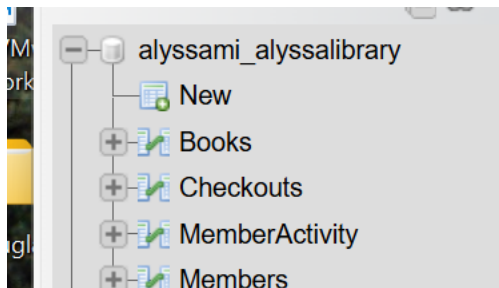 alyssami_alyssalibrary
New
Books
Checkouts
MemberActivity
Members